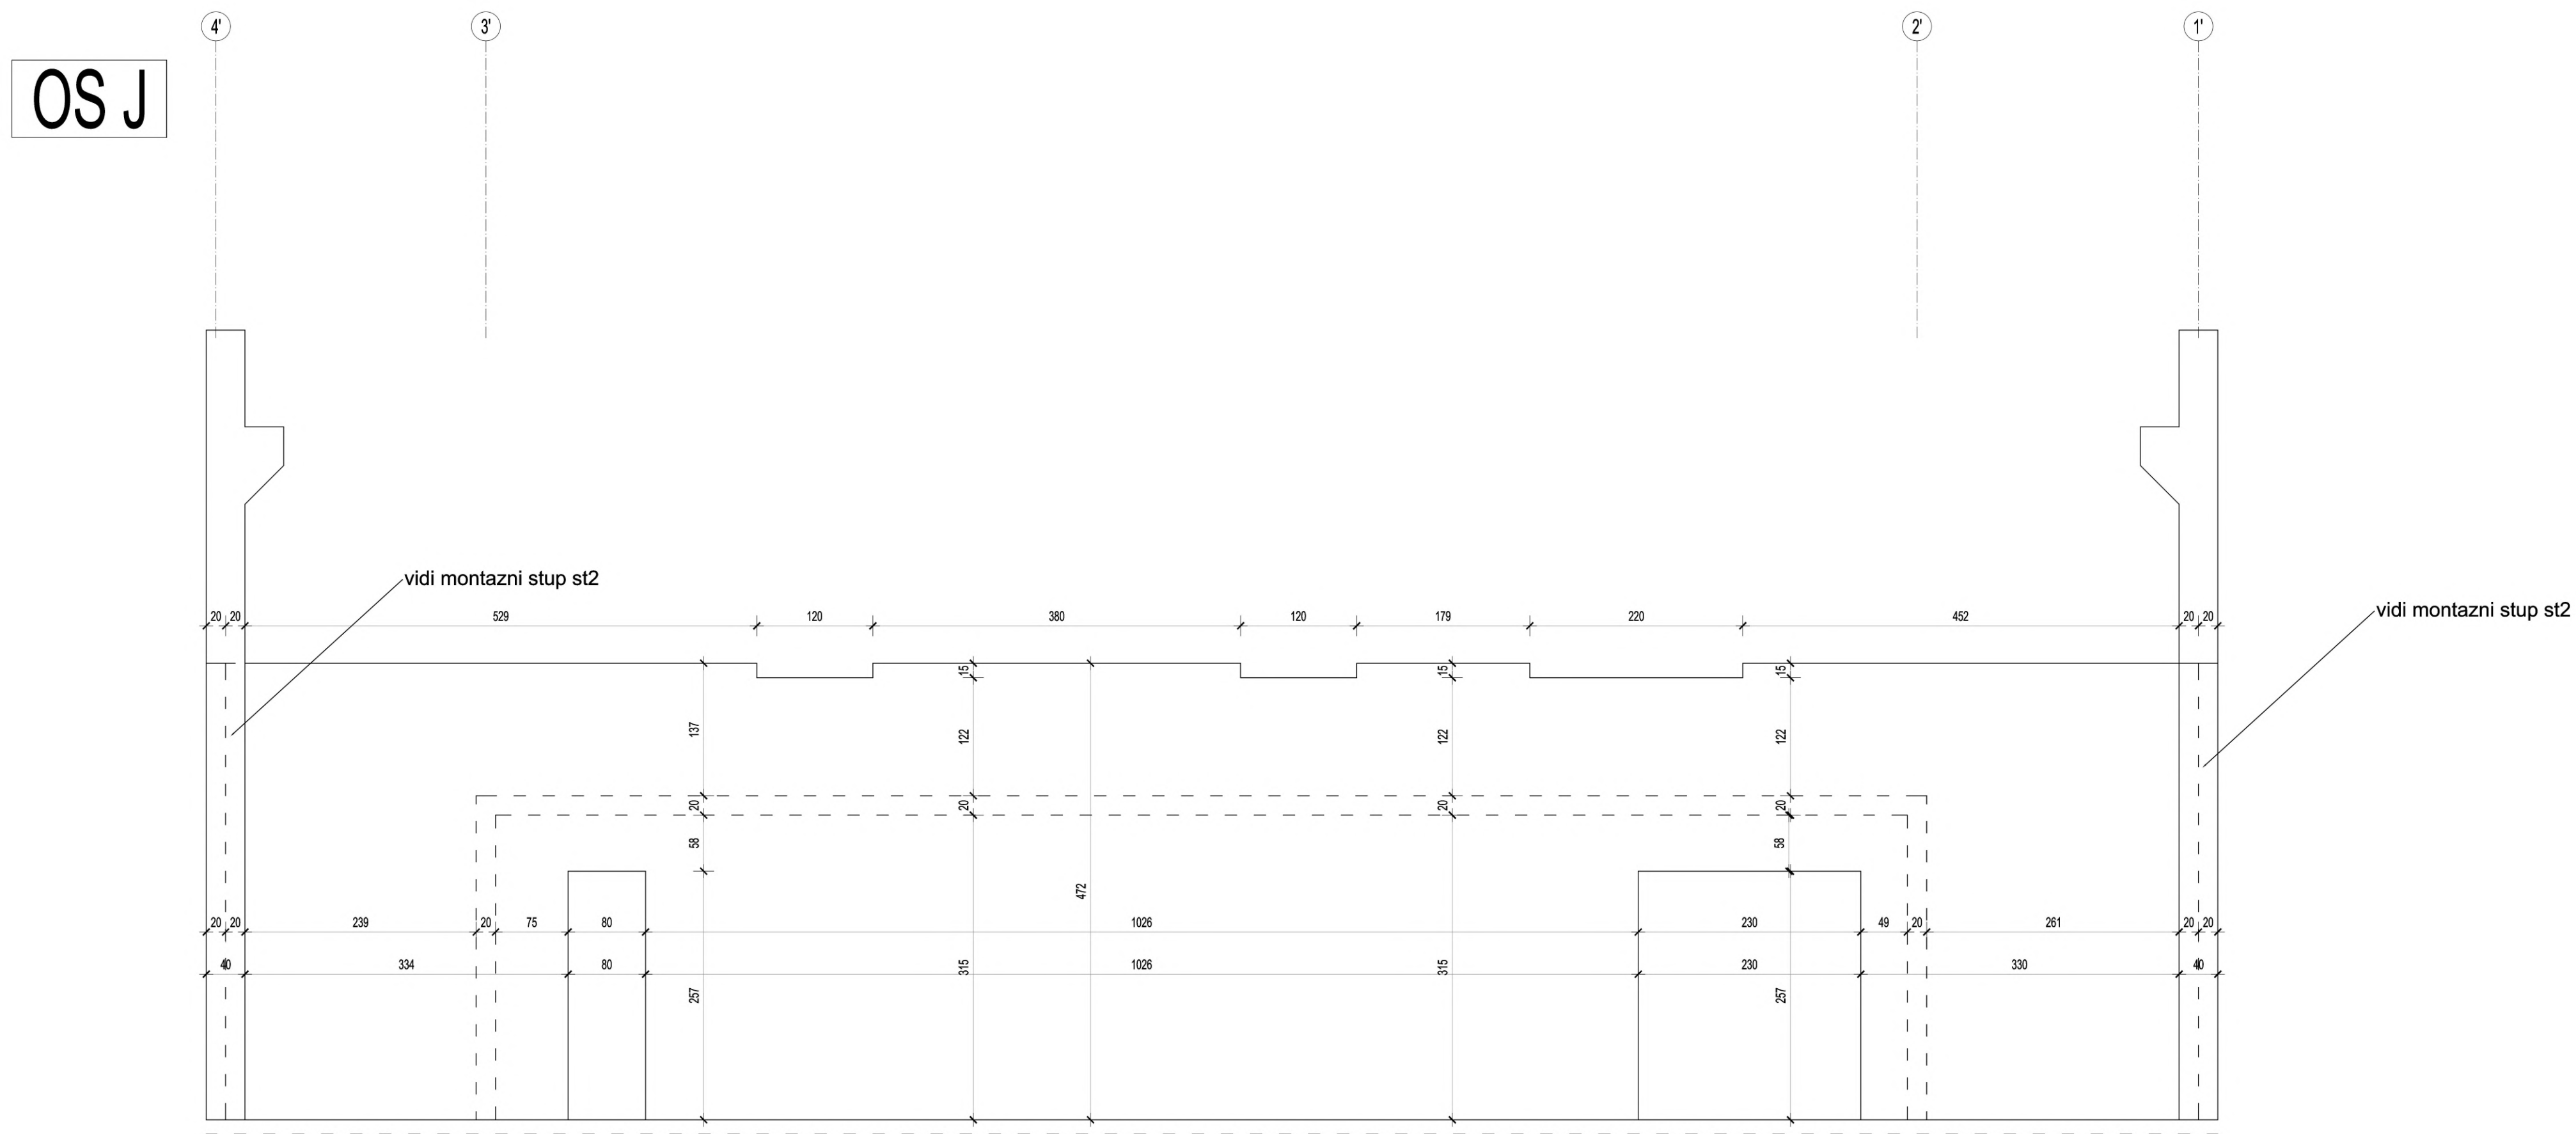 4' 3' 2' 1'
OS J
vidi montazni stup st2
vidi montazni stup st2
20 20 529 120 380 120 179 220 452 20 20
15 15 15
137 122 122 122
20 20 20 20
58 58
472
20 20 239 20 75 80 1026 230 49 20 261 20 20
40 334 80 315 1026 315 230 330 40
257 257